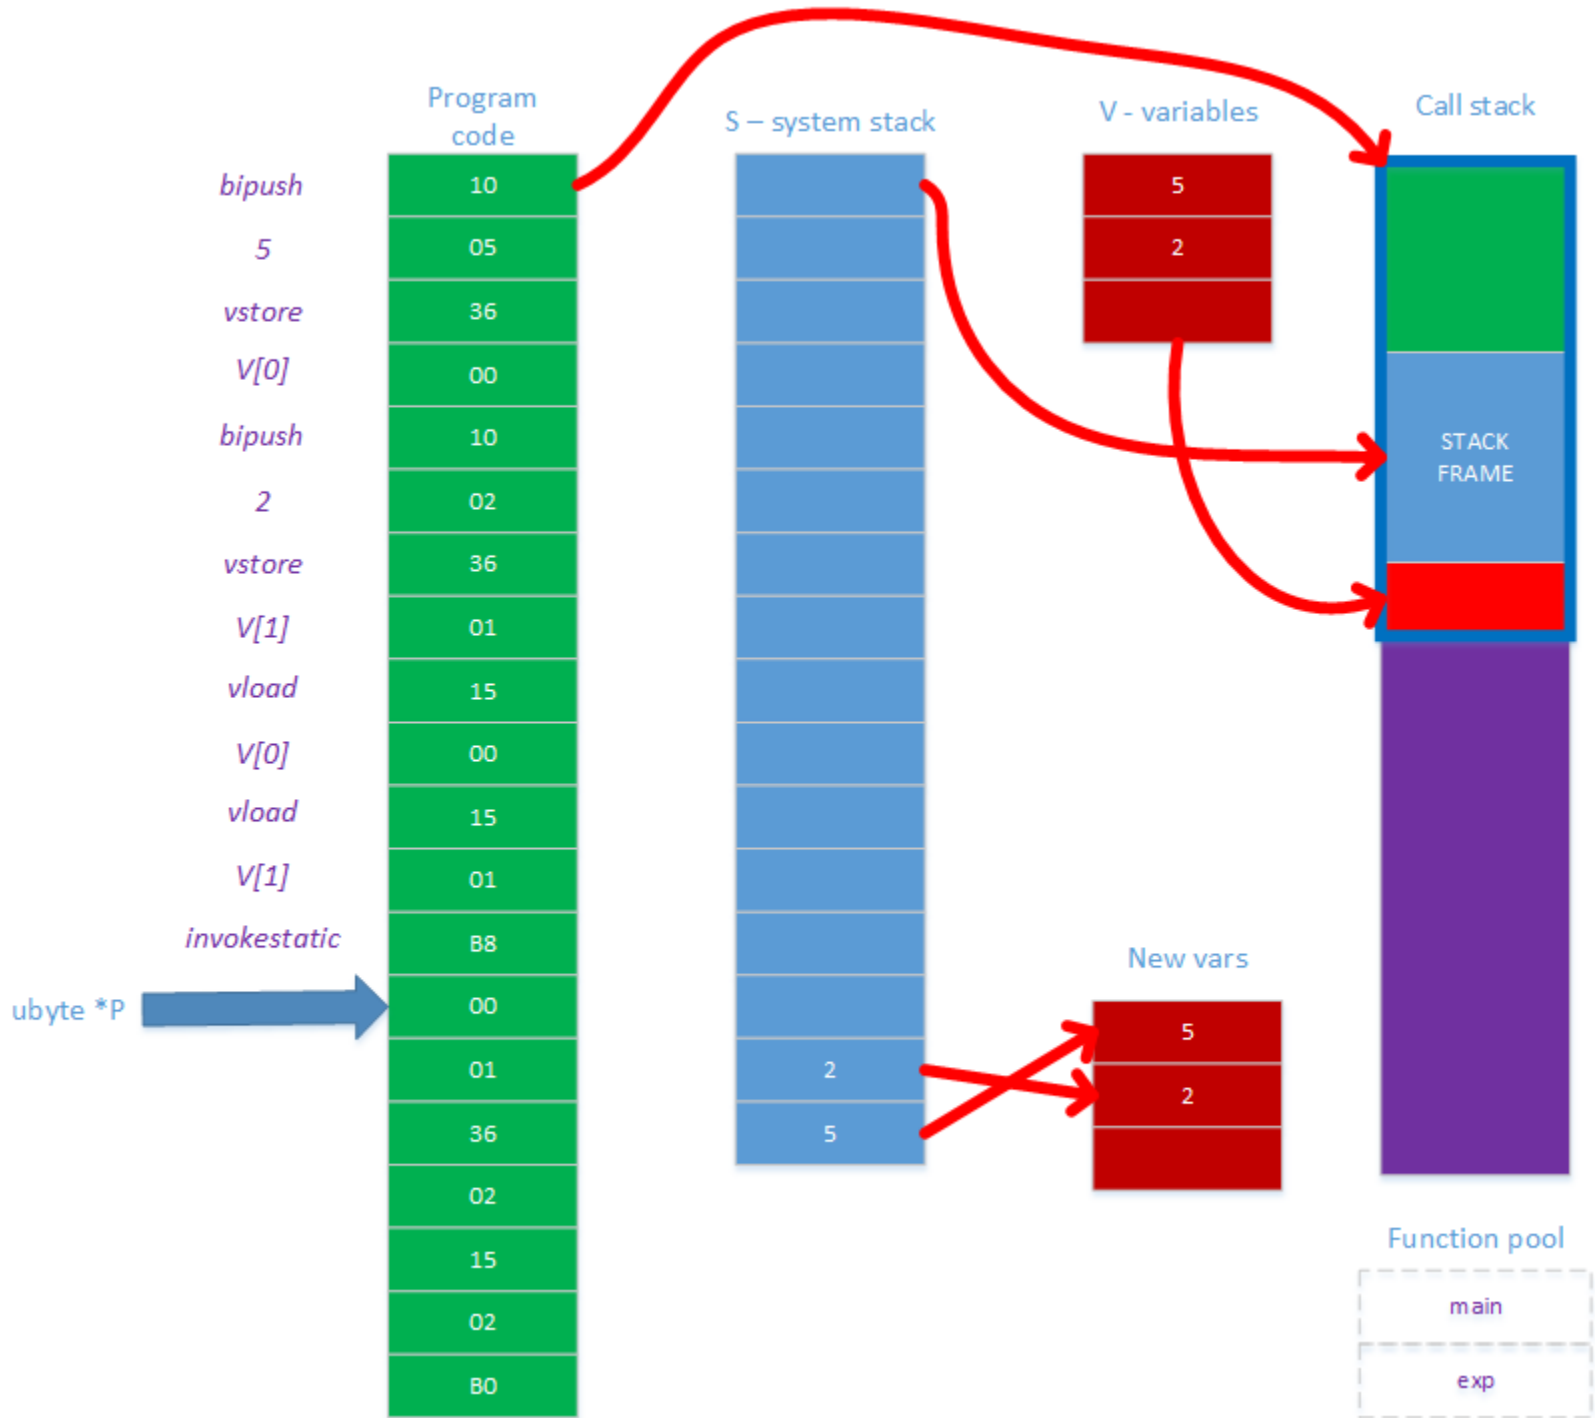 Program
code
S – system stack
V - variables
Call stack
bipush
10
5
5
05
2
vstore
36
V[0]
00
bipush
10
STACK
FRAME
2
02
vstore
36
V[1]
01
vload
15
V[0]
00
vload
15
V[1]
01
invokestatic
B8
New vars
ubyte *P
00
5
01
2
2
36
5
02
15
Function pool
02
main
B0
exp